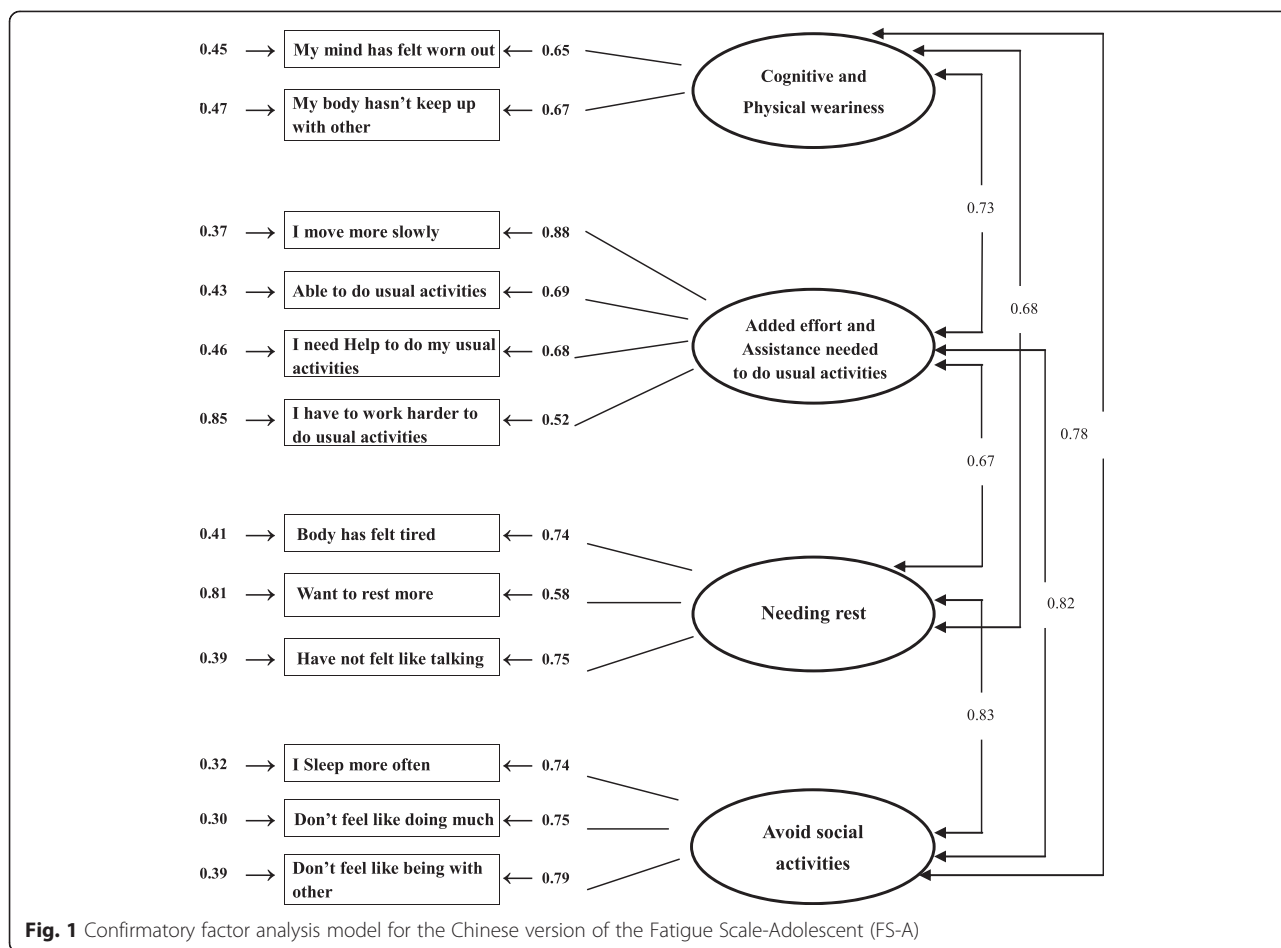 0.45
My mind has felt worn out
0.65
0.47
My body hasn't keep up
with other
0.67
Cognitive and
Physical weariness
0.73
0.37
I move more slowly
0.88
0.43
Able to do usual activities
0.69
0.46
I need Help to do my usual
activities
0.68
0.85
I have to work harder to
do usual activities
0.52
Added effort and
Assistance needed
to do usual activities
0.68
0.78
0.67
0.41
Body has felt tired
0.74
0.81
Want to rest more
0.58
0.39
Have not felt like talking
0.75
Needing rest
0.82
0.83
0.32
I Sleep more often
0.74
0.30
Don't feel like doing much
0.75
0.39
Don't feel like being with
other
0.79
Avoid social
activities
Fig. 1 Confirmatory factor analysis model for the Chinese version of the Fatigue Scale-Adolescent (FS-A)